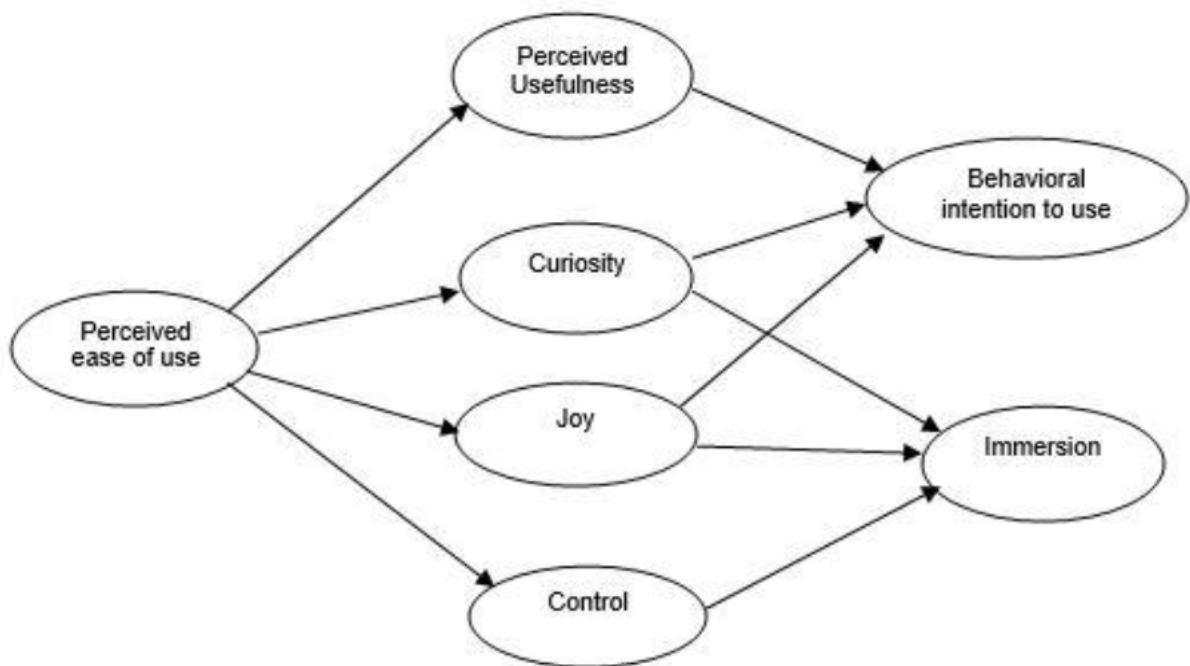 Perceived
Usefulness
Behavioral
intention to use
Curiosity
Perceived
ease of use
Joy
Immersion
Control